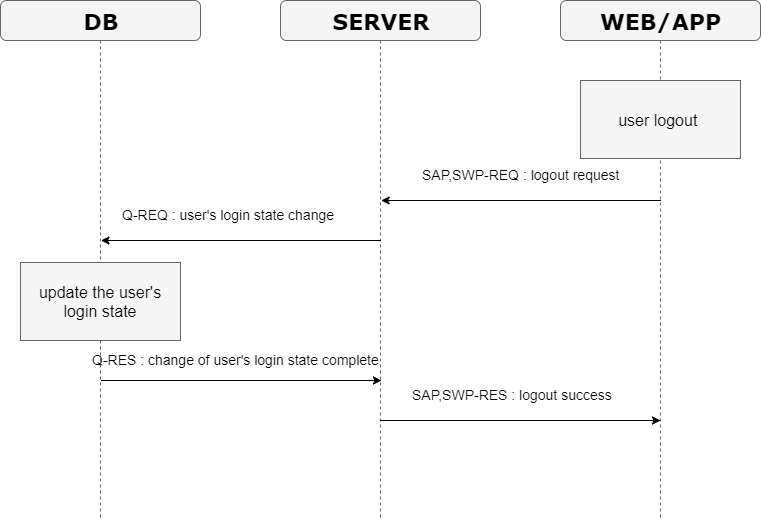 DB
SERVER
WEB/APP
user logout
SAP,SWP-REQ : logout request
Q-REQ : user's login state change
update the user's
login state
Q-RES : change of user's login state complete
SAP,SWP-RES : logout success